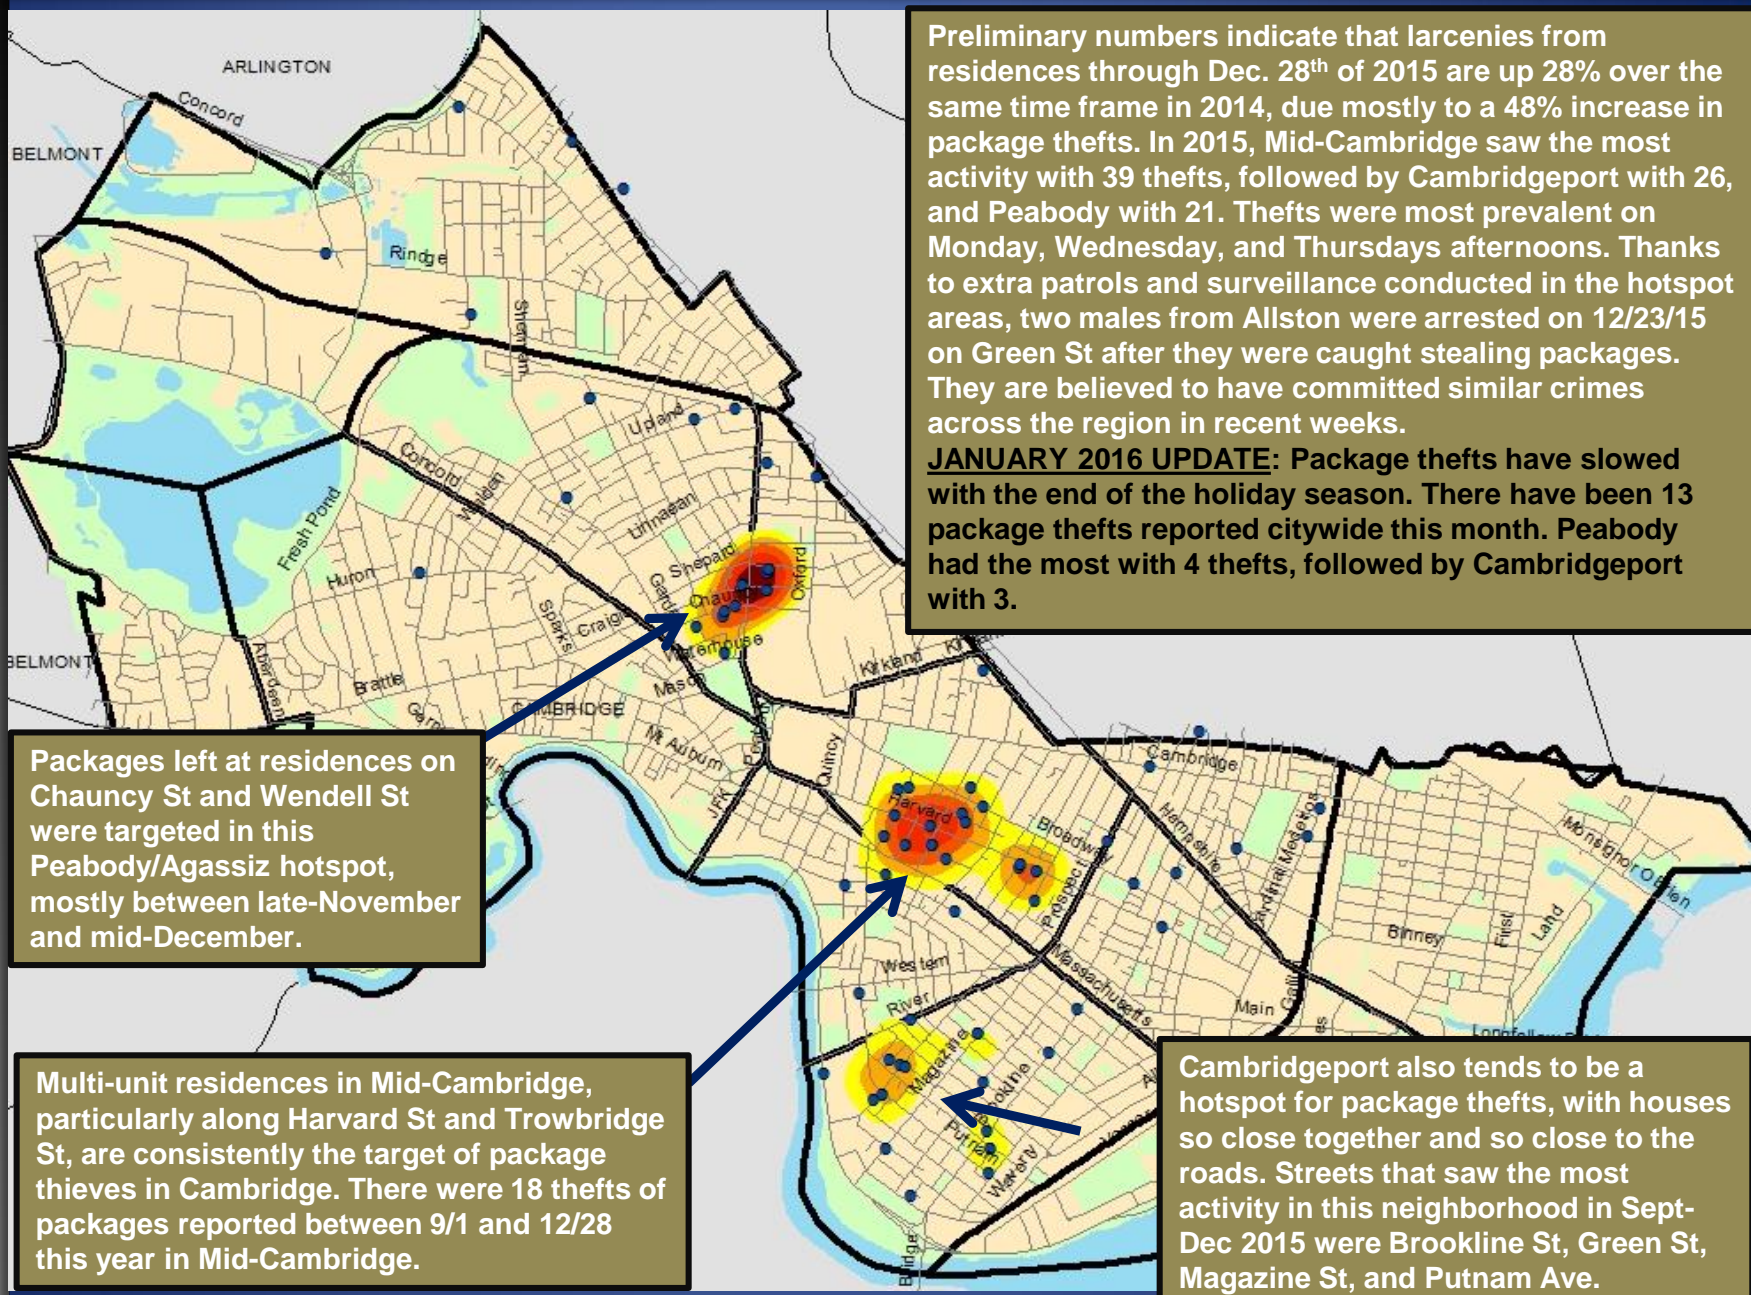 Preliminary numbers indicate that larcenies from
residences through Dec. 28th of 2015 are up 28% over the
same time frame in 2014, due mostly to a 48% increase in
package thefts. In 2015, Mid-Cambridge saw the most
activity with 39 thefts, followed by Cambridgeport with 26,
and Peabody with 21. Thefts were most prevalent on
Monday, Wednesday, and Thursdays afternoons. Thanks
to extra patrols and surveillance conducted in the hotspot
areas, two males from Allston were arrested on 12/23/15
on Green St after they were caught stealing packages.
They are believed to have committed similar crimes
across the region in recent weeks.
JANUARY 2016 UPDATE: Package thefts have slowed
with the end of the holiday season. There have been 13
package thefts reported citywide this month. Peabody
had the most with 4 thefts, followed by Cambridgeport
with 3.
ARLINGTON
Concord
BELMONT
Rindge
Sherman
Upland
Concord
Walden
Linnaean
Fresh Pond
Shepard
Oxford
Huron
Chauncy
Garden
Sparks
Craigie
Waterhouse
Kirkland
BELMONT
Aberdeen
Brattle
Mason
CAMBRIDGE
Mt Auburn
Quincy
JFK
Cambridge
Harvard
Broadway
Hampshire
Cardinal Medeiros
Monsignor O'Brien
Prospect
Binney
First
Land
Western
Massachusetts
River
Main
Magazine
Brookline
Putnam
Waverly
Bridge
Packages left at residences on
Chauncy St and Wendell St
were targeted in this
Peabody/Agassiz hotspot,
mostly between late-November
and mid-December.
Multi-unit residences in Mid-Cambridge,
particularly along Harvard St and Trowbridge
St, are consistently the target of package
thieves in Cambridge. There were 18 thefts of
packages reported between 9/1 and 12/28
this year in Mid-Cambridge.
Cambridgeport also tends to be a
hotspot for package thefts, with houses
so close together and so close to the
roads. Streets that saw the most
activity in this neighborhood in Sept-
Dec 2015 were Brookline St, Green St,
Magazine St, and Putnam Ave.